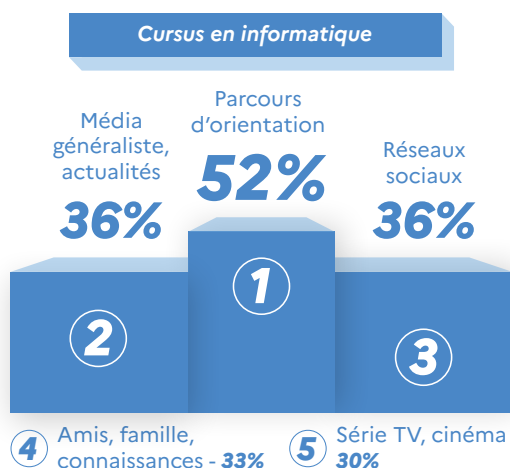 Cursus en informatique
Parcours
d'orientation
52%
Média
généraliste,
actualités
36%
Réseaux
sociaux
36%
1
2
3
4 Amis, famille,
connaissances - 33%
5 Série TV, cinéma
30%